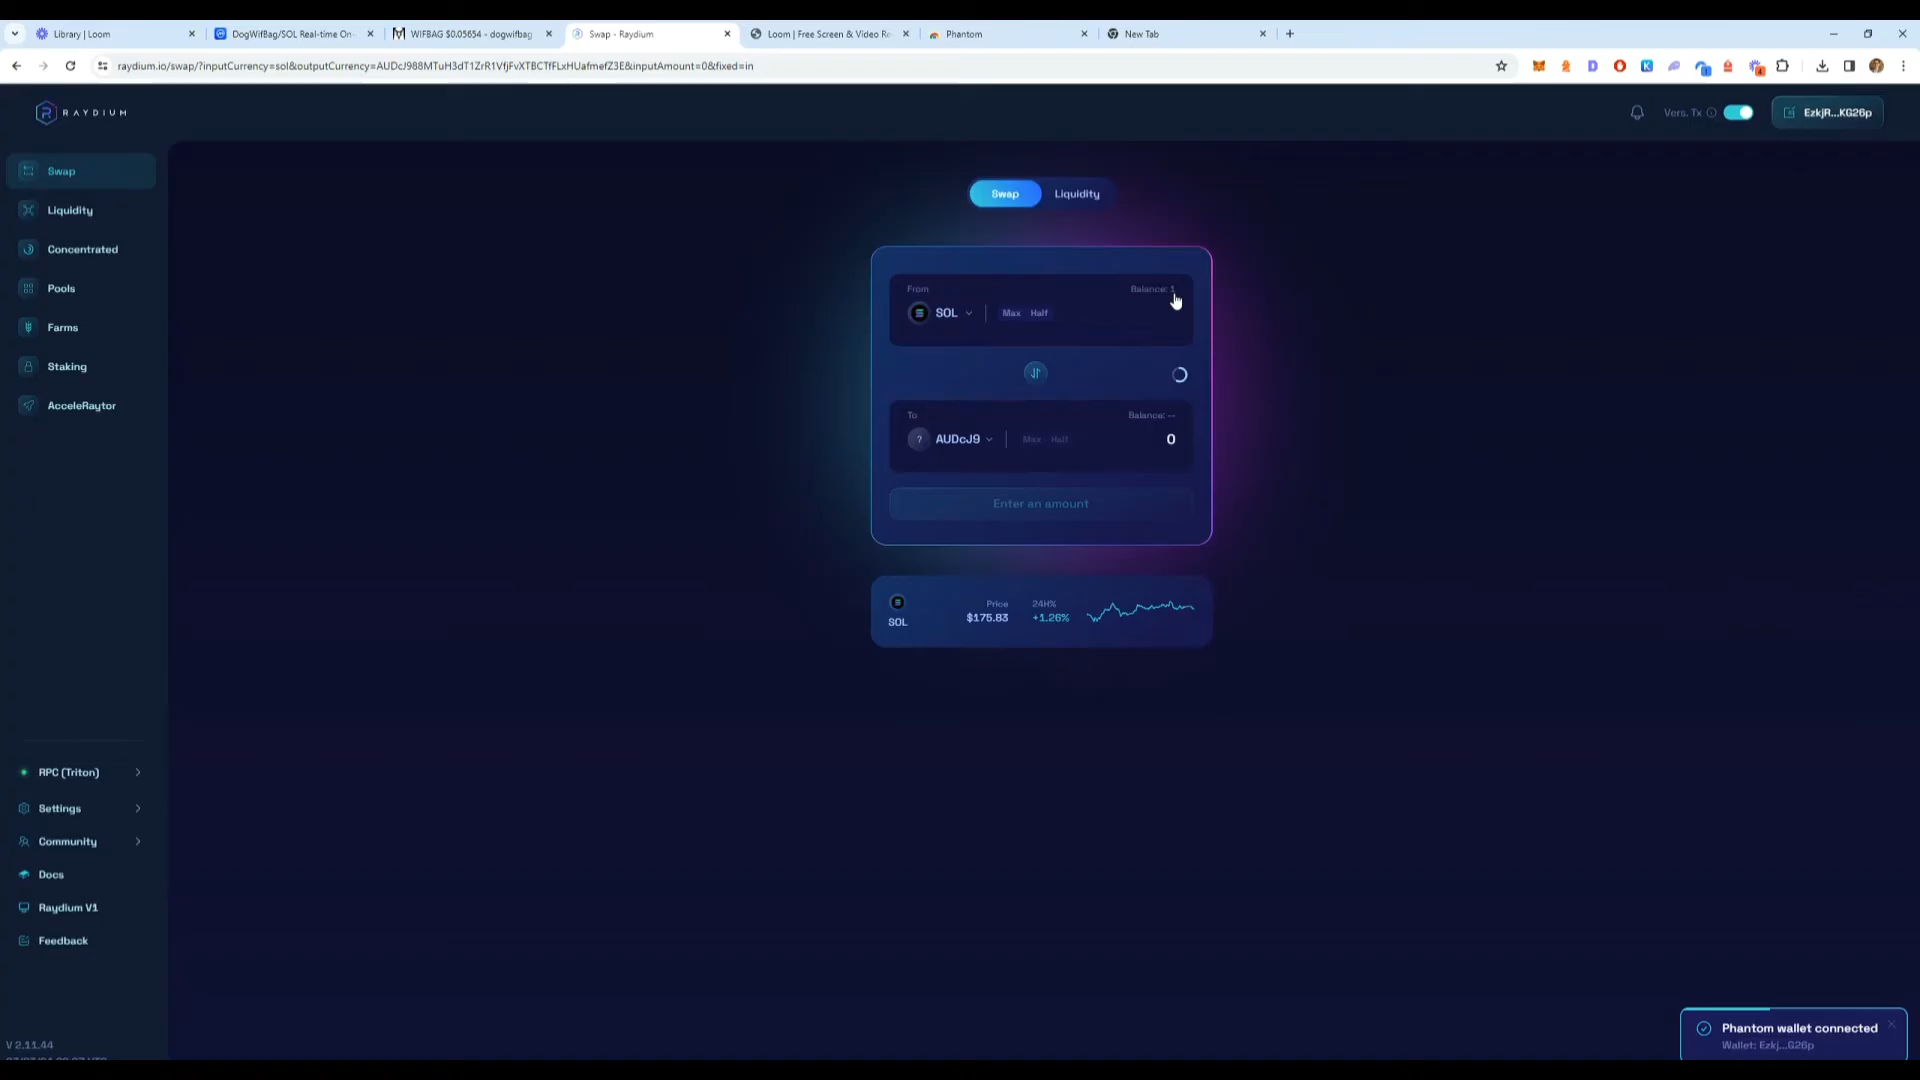 Library | Loom
DogWifBag/SOL Real-time On-
WIFBAG $0.05654 - dogwifbag
Swap - Raydium
Loom | Free Screen & Video Re
Phantom
New Tab
raydium.io/swap/?inputCurrency=sol&outputCurrency=AUDcJ988MTuH3dT1ZrR1VfjFvXTBCTfFLxHUafmefZ3E&inputAmount=0&fixed=in
RAYDIUM
Vers. Tx
EzkjR...KG26p
Swap
Liquidity
Concentrated
Pools
Farms
Staking
AcceleRaytor
Swap
Liquidity
From
Balance: 1
SOL
Max
Half
To
Balance: --
AUDcJ9
Max
Half
0
Enter an amount
SOL
Price
$175.83
24H%
+1.26%
RPC (Triton)
Settings
Community
Docs
Raydium V1
Feedback
V 2.11.44
Phantom wallet connected
Wallet: Ezkj...G26p